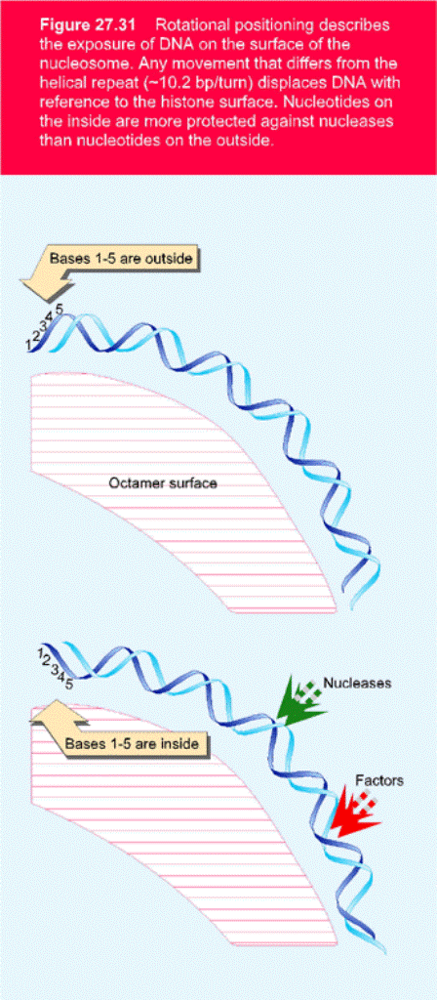 Figure 27.31 Rotational positioning describes
the exposure of DNA on the surface of the
nucleosome. Any movement that differs from the
helical repeat (~10.2 bp/turn) displaces DNA with
reference to the histone surface. Nucleotides on
the inside are more protected against nucleases
than nucleotides on the outside.
Bases 1-5 are outside
1 2 3 4 5
Octamer surface
1 2 3 4 5
Nucleases
Bases 1-5 are inside
Factors